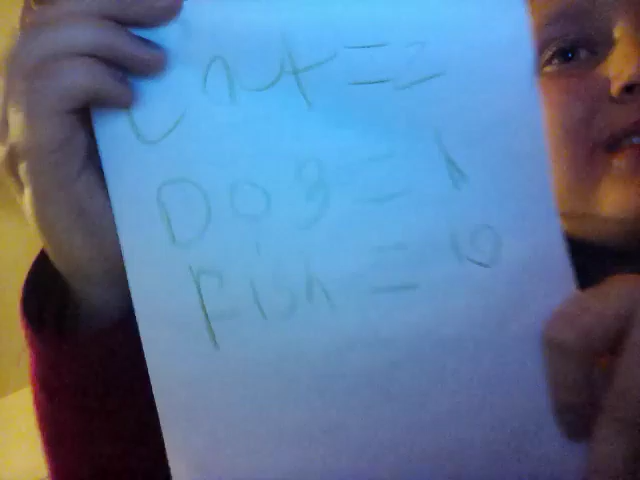 Cat = 2
Dog = 1
Fish = 10